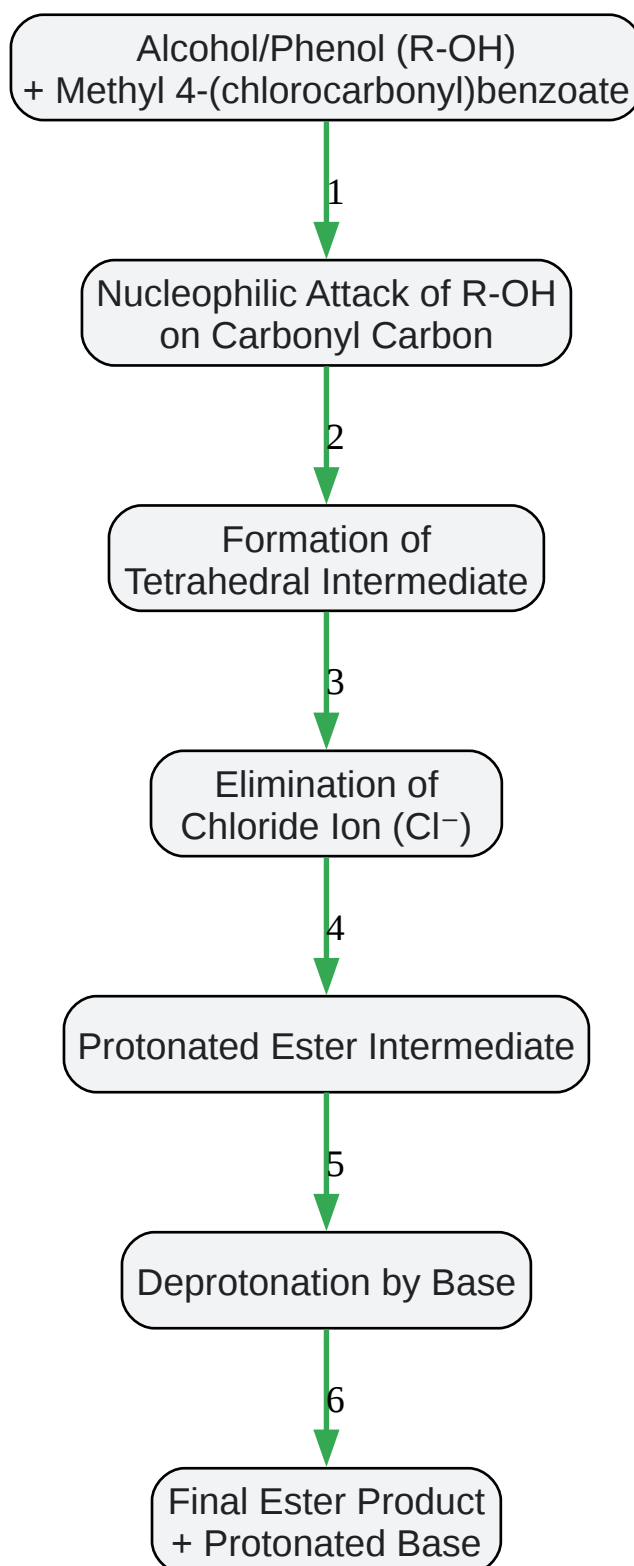 Alcohol/Phenol (R-OH)
+ Methyl 4-(chlorocarbonyl)benzoate
1
Nucleophilic Attack of R-OH
on Carbonyl Carbon
2
Formation of
Tetrahedral Intermediate
3
Elimination of
Chloride Ion (Cl⁻)
4
Protonated Ester Intermediate
5
Deprotonation by Base
6
Final Ester Product
+ Protonated Base